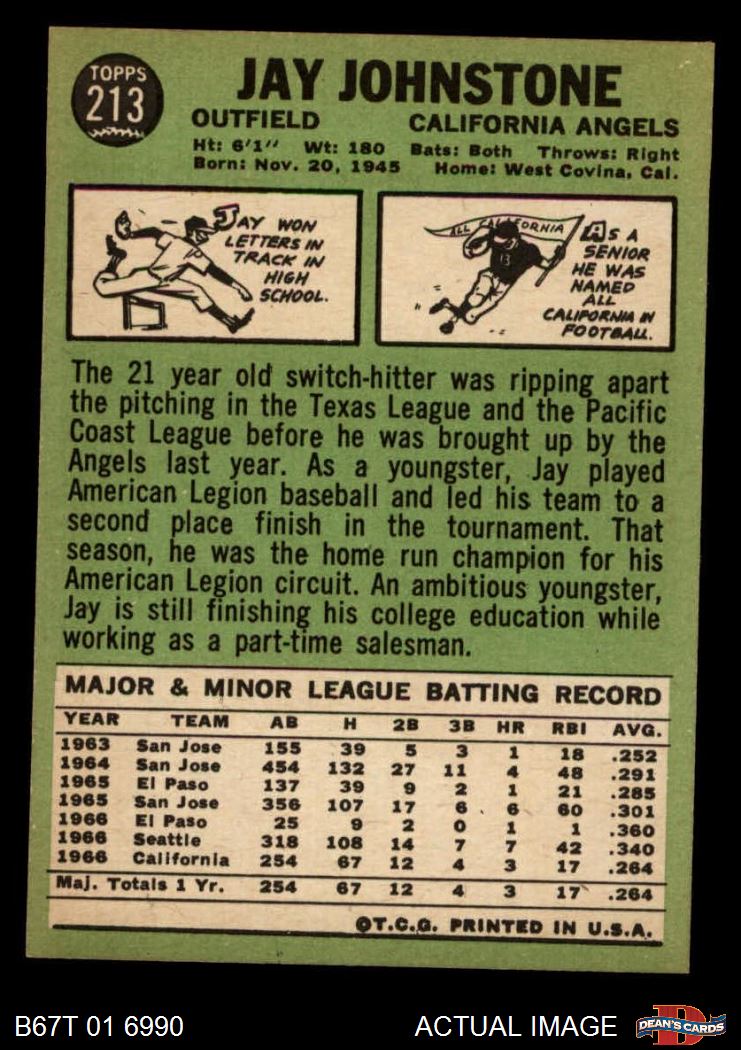 TOPPS
213
JAY JOHNSTONE
OUTFIELD CALIFORNIA ANGELS
Ht: 6'1" Wt: 180 Bats: Both Throws: Right
Born: Nov. 20, 1945 Home: West Covina, Cal.
JAY WON
LETTERS IN
TRACK IN
HIGH
SCHOOL.
ALL CALIFORNIA
13
AS A
SENIOR
HE WAS
NAMED
ALL
CALIFORNIA IN
FOOTBALL.
The 21 year old switch-hitter was ripping apart
the pitching in the Texas League and the Pacific
Coast League before he was brought up by the
Angels last year. As a youngster, Jay played
American Legion baseball and led his team to a
second place finish in the tournament. That
season, he was the home run champion for his
American Legion circuit. An ambitious youngster,
Jay is still finishing his college education while
working as a part-time salesman.
MAJOR & MINOR LEAGUE BATTING RECORD
YEAR TEAM AB H 2B 3B HR RBI AVG.
1963 San Jose 155 39 5 3 1 18 .252
1964 San Jose 454 132 27 11 4 48 .291
1965 El Paso 137 39 9 2 1 21 .285
1965 San Jose 356 107 17 6 6 60 .301
1966 El Paso 25 9 2 0 1 1 .360
1966 Seattle 318 108 14 7 7 42 .340
1966 California 254 67 12 4 3 17 .264
Maj. Totals 1 Yr. 254 67 12 4 3 17 .264
©T.C.G. PRINTED IN U.S.A.
B67T 01 6990 ACTUAL IMAGE
D
DEAN'S CARDS